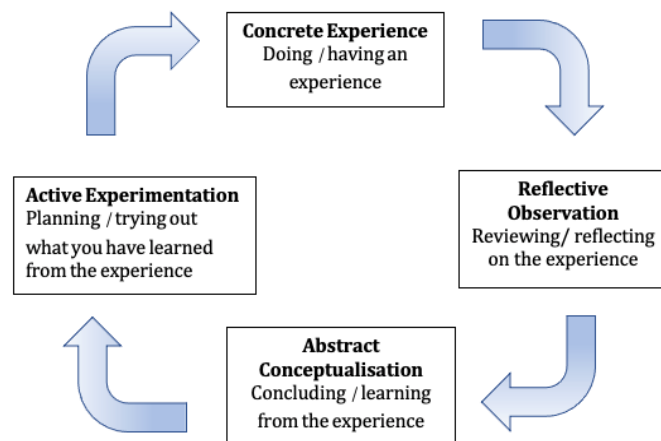 Concrete Experience
Doing / having an
experience
Reflective
Observation
Reviewing/ reflecting
on the experience
Abstract
Conceptualisation
Concluding / learning
from the experience
Active Experimentation
Planning / trying out
what you have learned
from the experience